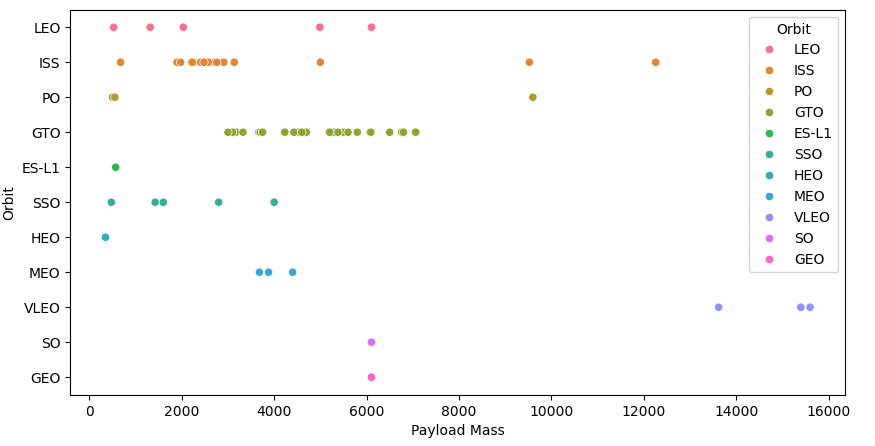 LEO
ISS
PO
GTO
ES-L1
SSO
HEO
MEO
VLEO
SO
GEO
Orbit
0 2000 4000 6000 8000 10000 12000 14000 16000
Payload Mass
Orbit
LEO
ISS
PO
GTO
ES-L1
SSO
HEO
MEO
VLEO
SO
GEO